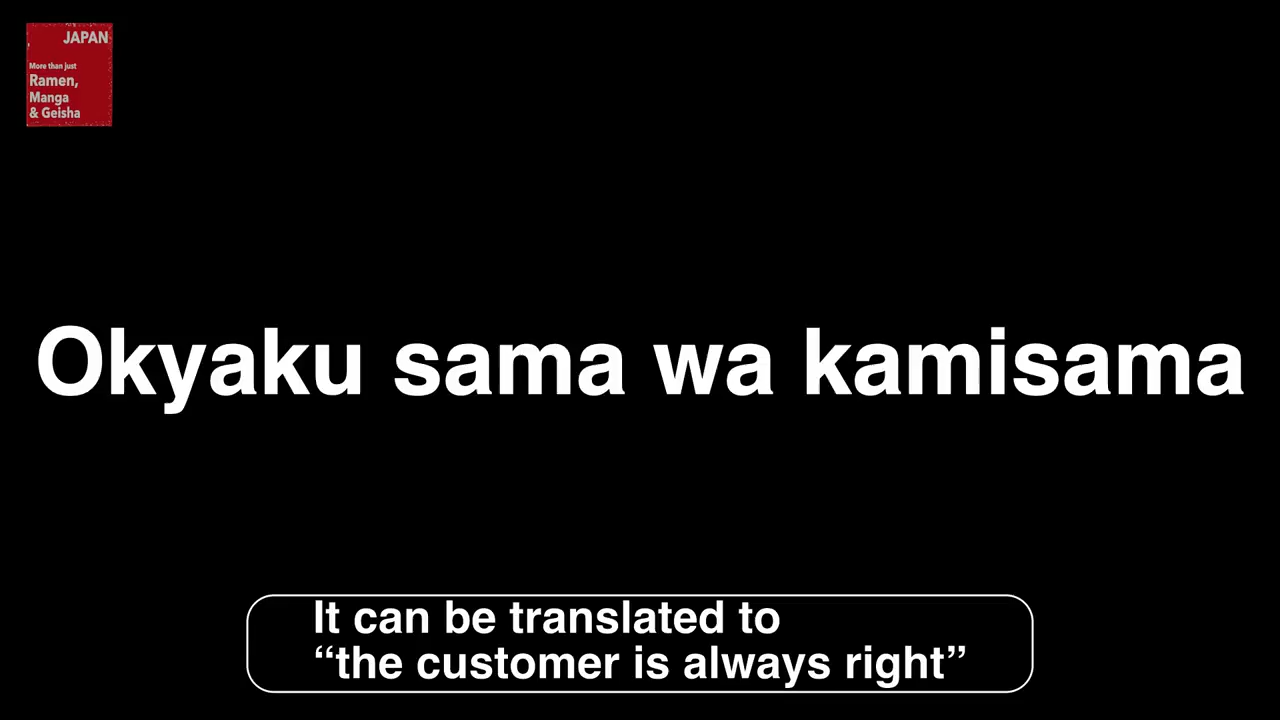 JAPAN
More than just
Ramen,
Manga
& Geisha
Okyaku sama wa kamisama
It can be translated to
“the customer is always right”